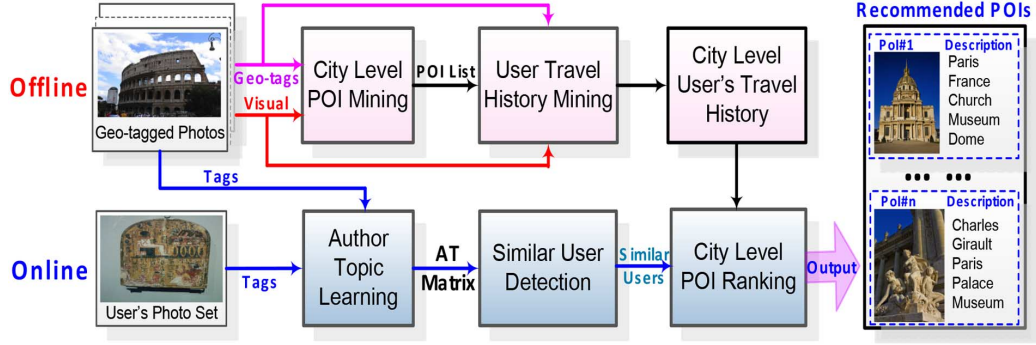 Recommended POIs
Offline
Geo-tagged Photos
Geo-tags
Visual
City Level
POI Mining
POI List
User Travel
History Mining
City Level
User's Travel
History
PoI#1
Description
Paris
France
Church
Museum
Dome
Tags
... ...
Online
User's Photo Set
Tags
Author
Topic
Learning
AT
Matrix
Similar User
Detection
Similar
Users
City Level
POI Ranking
Output
PoI#n
Description
Charles
Girault
Paris
Palace
Museum